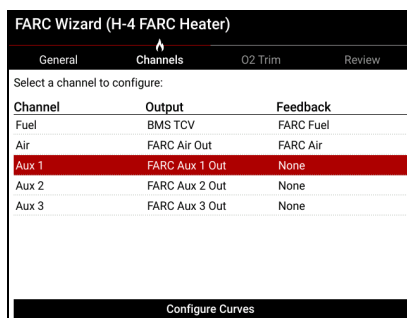 FARC Wizard (H-4 FARC Heater)
General Channels O2 Trim Review
Select a channel to configure:
Channel Output Feedback
Fuel BMS TCV FARC Fuel
Air FARC Air Out FARC Air
Aux 1 FARC Aux 1 Out None
Aux 2 FARC Aux 2 Out None
Aux 3 FARC Aux 3 Out None
Configure Curves